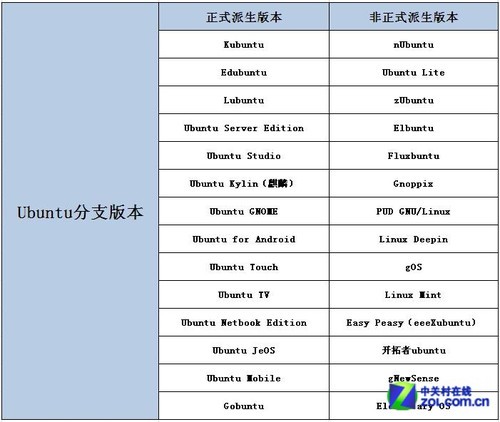 正式派生版本 非正式派生版本
Kubuntu nUbuntu
Edubuntu Ubuntu Lite
Lubuntu zUbuntu
Ubuntu Server Edition Elbuntu
Ubuntu Studio Fluxbuntu
Ubuntu Kylin（麒麟） Gnoppix
Ubuntu分支版本 Ubuntu GNOME PUD GNU/Linux
Ubuntu for Android Linux Deepin
Ubuntu Touch gOS
Ubuntu TV Linux Mint
Ubuntu Netbook Edition Easy Peasy（eeeXubuntu）
Ubuntu JeOS 开拓者ubuntu
Ubuntu Mobile gNewSense
Gobuntu OS
中关村在线
zol.com.cn